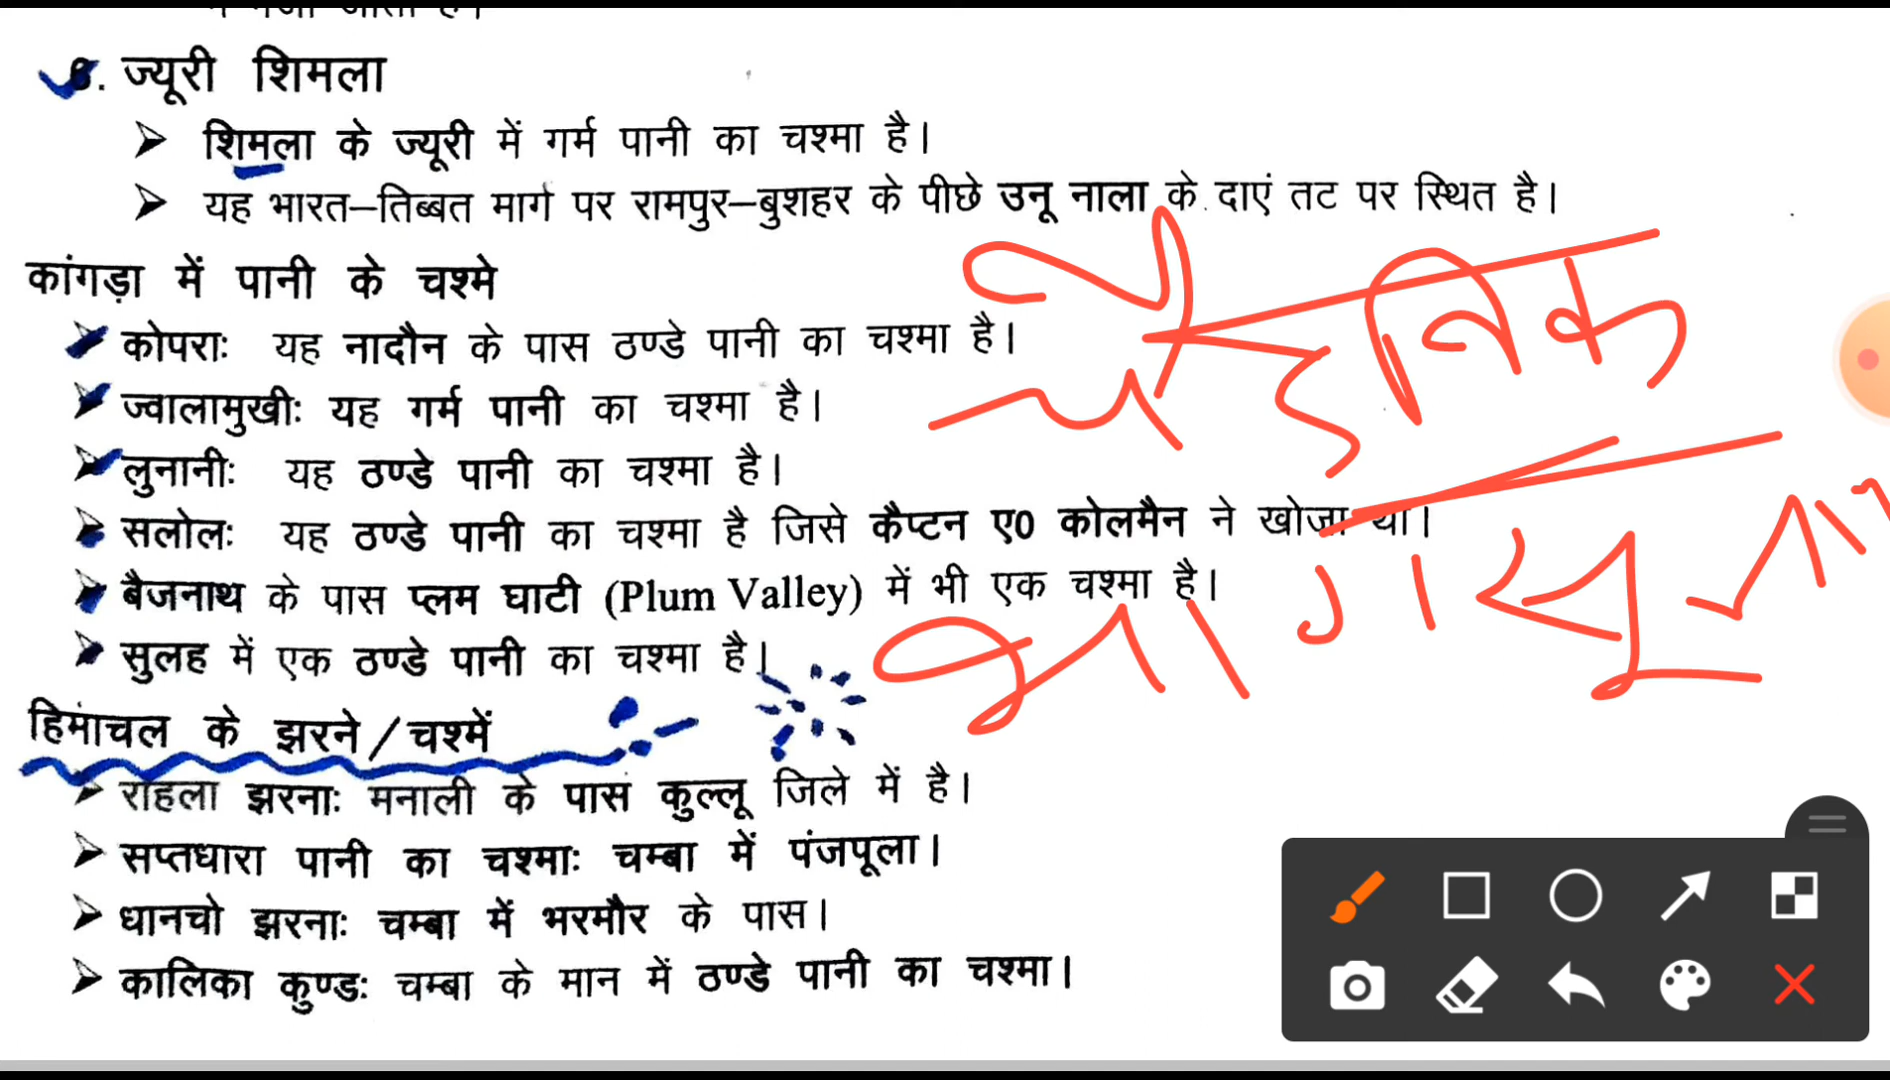 6. ज्यूरी शिमला
➢ शिमला के ज्यूरी में गर्म पानी का चश्मा है।
➢ यह भारत–तिब्बत मार्ग पर रामपुर–बुशहर के पीछे उनू नाला के दाएं तट पर स्थित है।
कांगड़ा में पानी के चश्मे
➢ कोपराः यह नादौन के पास ठण्डे पानी का चश्मा है।
➢ ज्वालामुखीः यह गर्म पानी का चश्मा है।
➢ लुनानीः यह ठण्डे पानी का चश्मा है।
➢ सलोलः यह ठण्डे पानी का चश्मा है जिसे कैप्टन ए0 कोलमैन ने खोजा था।
➢ बैजनाथ के पास प्लम घाटी (Plum Valley) में भी एक चश्मा है।
➢ सुलह में एक ठण्डे पानी का चश्मा है।
हिमाचल के झरने/चश्में
➢ राहला झरनाः मनाली के पास कुल्लू जिले में है।
➢ सप्तधारा पानी का चश्माः चम्बा में पंजपूला।
➢ धानचो झरनाः चम्बा में भरमौर के पास।
➢ कालिका कुण्डः चम्बा के मान में ठण्डे पानी का चश्मा।